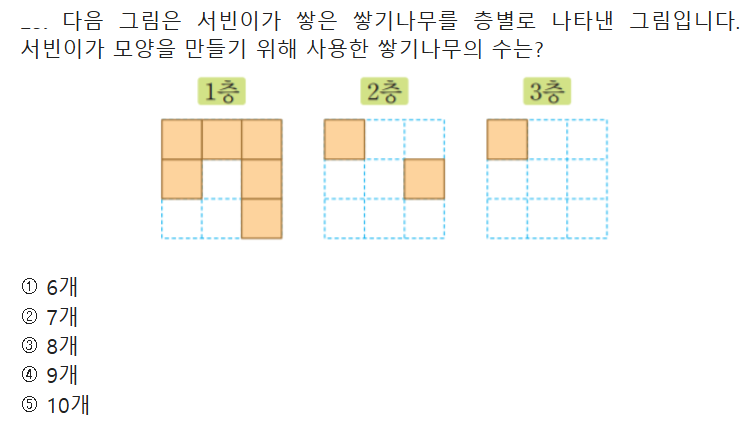 다음 그림은 서빈이가 쌓은 쌓기나무를 층별로 나타낸 그림입니다.
서빈이가 모양을 만들기 위해 사용한 쌓기나무의 수는?
1층 2층 3층
① 6개
② 7개
③ 8개
④ 9개
⑤ 10개